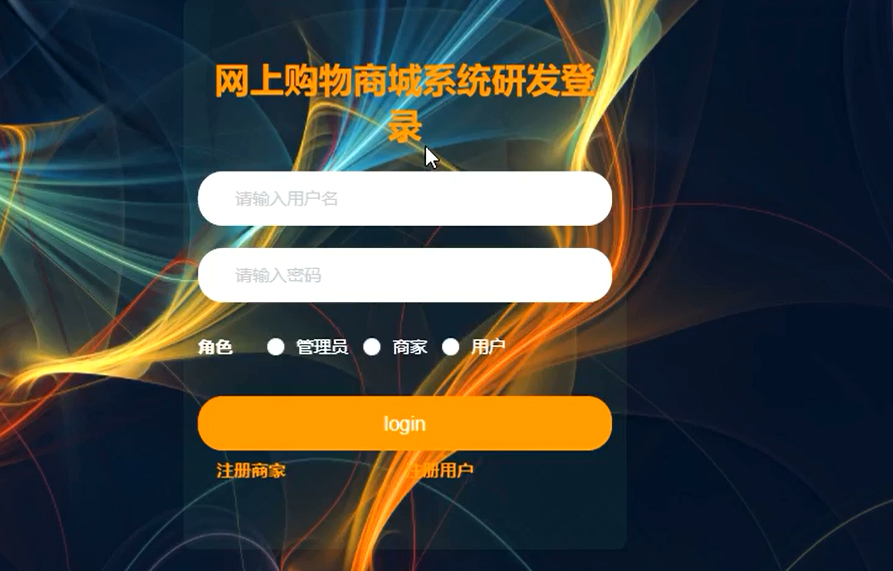 网上购物商城系统研发登
录
请输入用户名
请输入密码
角色 管理员 商家 用户
login
注册商家 注册用户